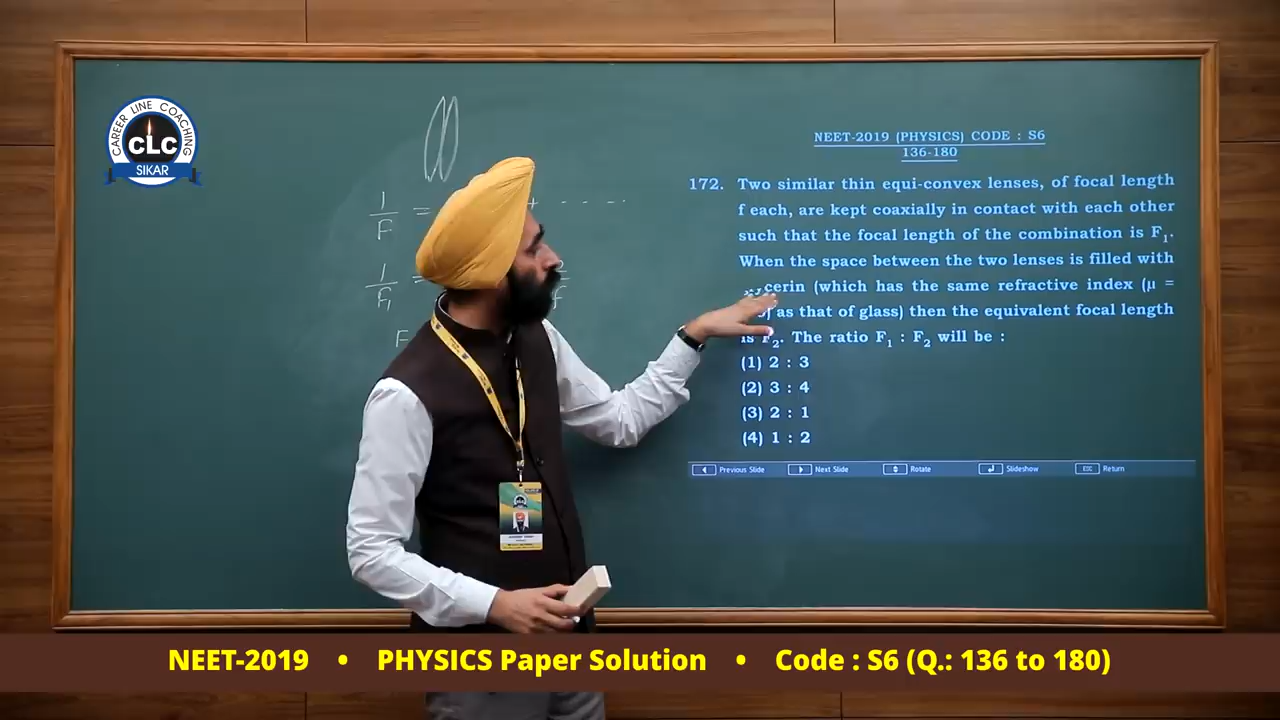 CAREER LINE COACHING
CLC
SIKAR
1/F = + - - - -
1/F₁ =
F
NEET-2019 (PHYSICS) CODE : S6
136-180
172. Two similar thin equi-convex lenses, of focal length
f each, are kept coaxially in contact with each other
such that the focal length of the combination is F₁.
When the space between the two lenses is filled with
cerin (which has the same refractive index (μ =
as that of glass) then the equivalent focal length
is F₂. The ratio F₁ : F₂ will be :
(1) 2 : 3
(2) 3 : 4
(3) 2 : 1
(4) 1 : 2
Previous Slide Next Slide Rotate Slideshow ESC Return
NEET-2019 • PHYSICS Paper Solution • Code : S6 (Q.: 136 to 180)